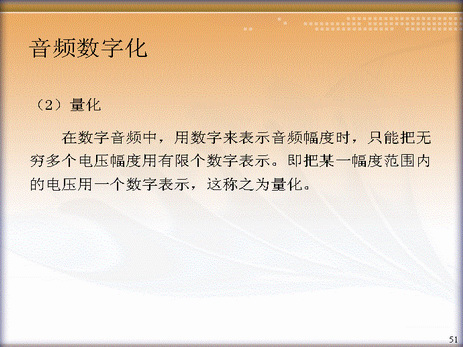 音频数字化
（2）量化
在数字音频中，用数字来表示音频幅度时，只能把无
穷多个电压幅度用有限个数字表示。即把某一幅度范围内
的电压用一个数字表示，这称之为量化。
51